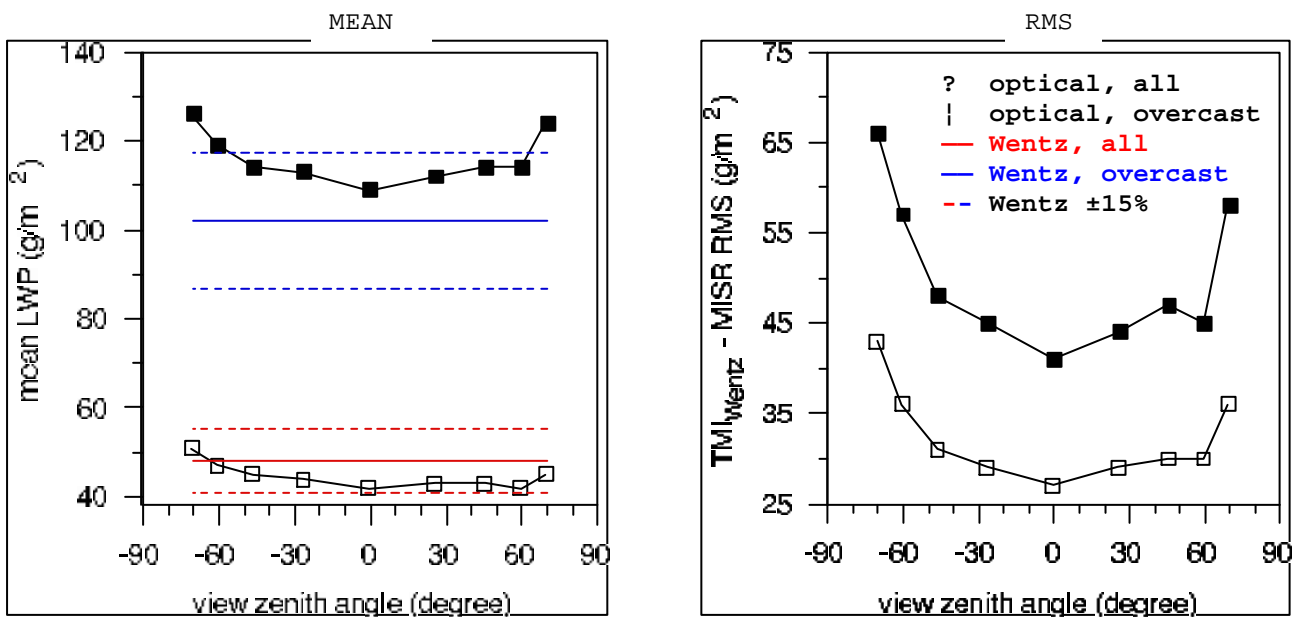 MEAN
140
120
100
80
60
40
-90 -60 -30 0 30 60 90
mean LWP (g/m 2)
view zenith angle (degree)
RMS
75
65
55
45
35
25
-90 -60 -30 0 30 60 90
TMIWentz - MISR RMS (g/m 2)
view zenith angle (degree)
? optical, all
¦ optical, overcast
Wentz, all
Wentz, overcast
Wentz ±15%